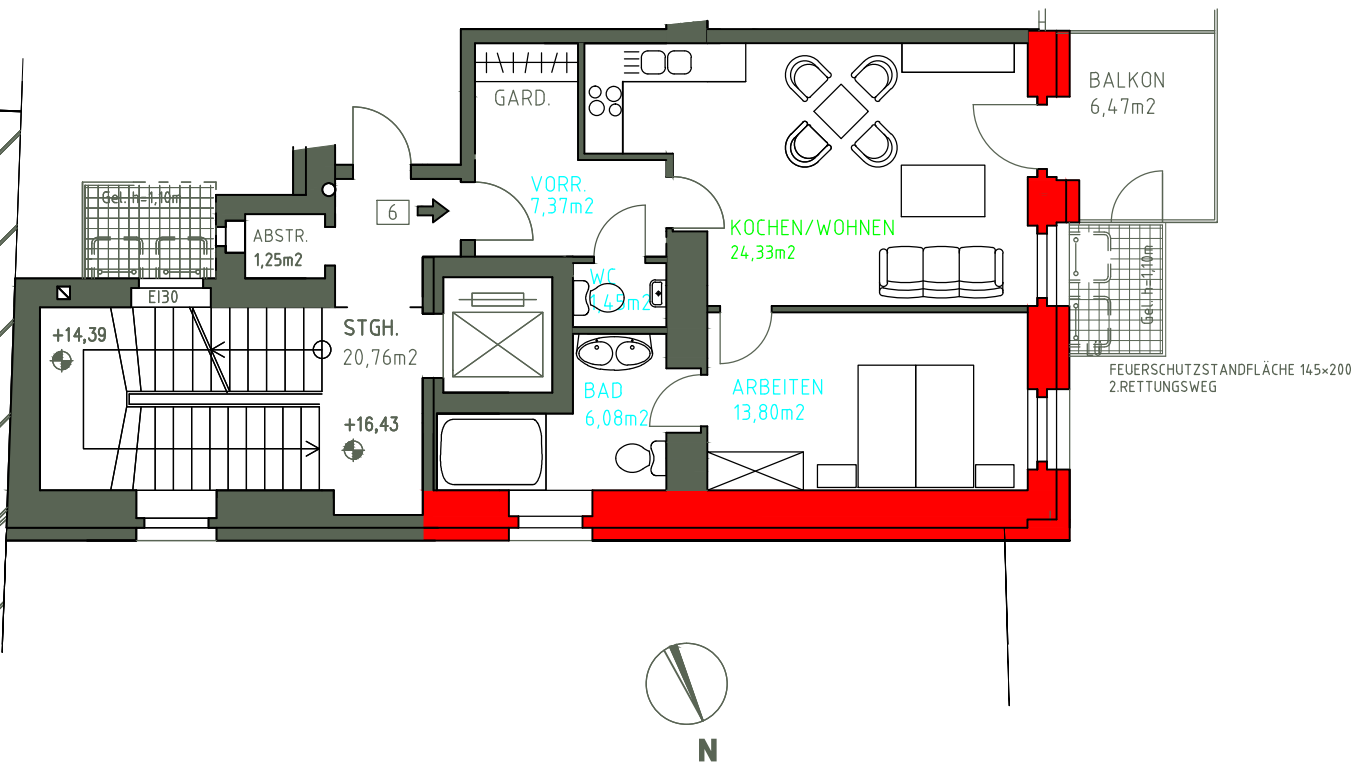 BALKON
6,47m2
GARD.
Gel. h=1,10m
VORR.
7,37m2
6
KOCHEN/WOHNEN
24,33m2
ABSTR.
1,25m2
WC
1,45m2
Gel. h=1,10m
EI30
+14,39
STGH.
20,76m2
LÜ
FEUERSCHUTZSTANDFLÄCHE 145×200
2.RETTUNGSWEG
BAD
6,08m2
ARBEITEN
13,80m2
+16,43
N